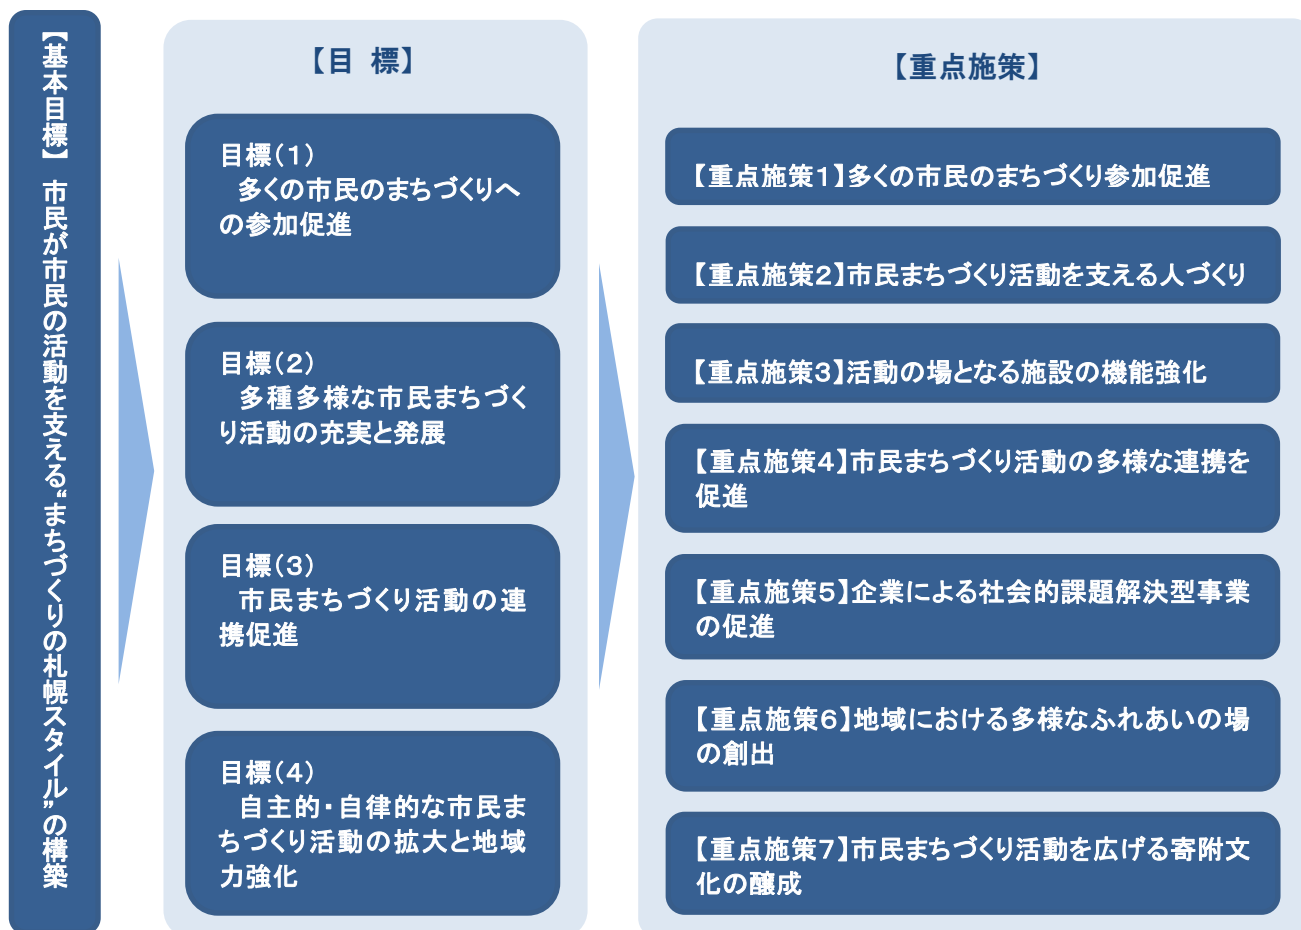 【基本目標】 市民が市民の活動を支える“まちづくりの札幌スタイル”の構築
【目 標】
目標（１）
多くの市民のまちづくりへ
の参加促進
目標（２）
多種多様な市民まちづく
り活動の充実と発展
目標（３）
市民まちづくり活動の連
携促進
目標（４）
自主的・自律的な市民ま
ちづくり活動の拡大と地域
力強化
【重点施策】
【重点施策１】多くの市民のまちづくり参加促進
【重点施策２】市民まちづくり活動を支える人づくり
【重点施策３】活動の場となる施設の機能強化
【重点施策４】市民まちづくり活動の多様な連携を
促進
【重点施策５】企業による社会的課題解決型事業
の促進
【重点施策６】地域における多様なふれあいの場
の創出
【重点施策７】市民まちづくり活動を広げる寄附文
化の醸成